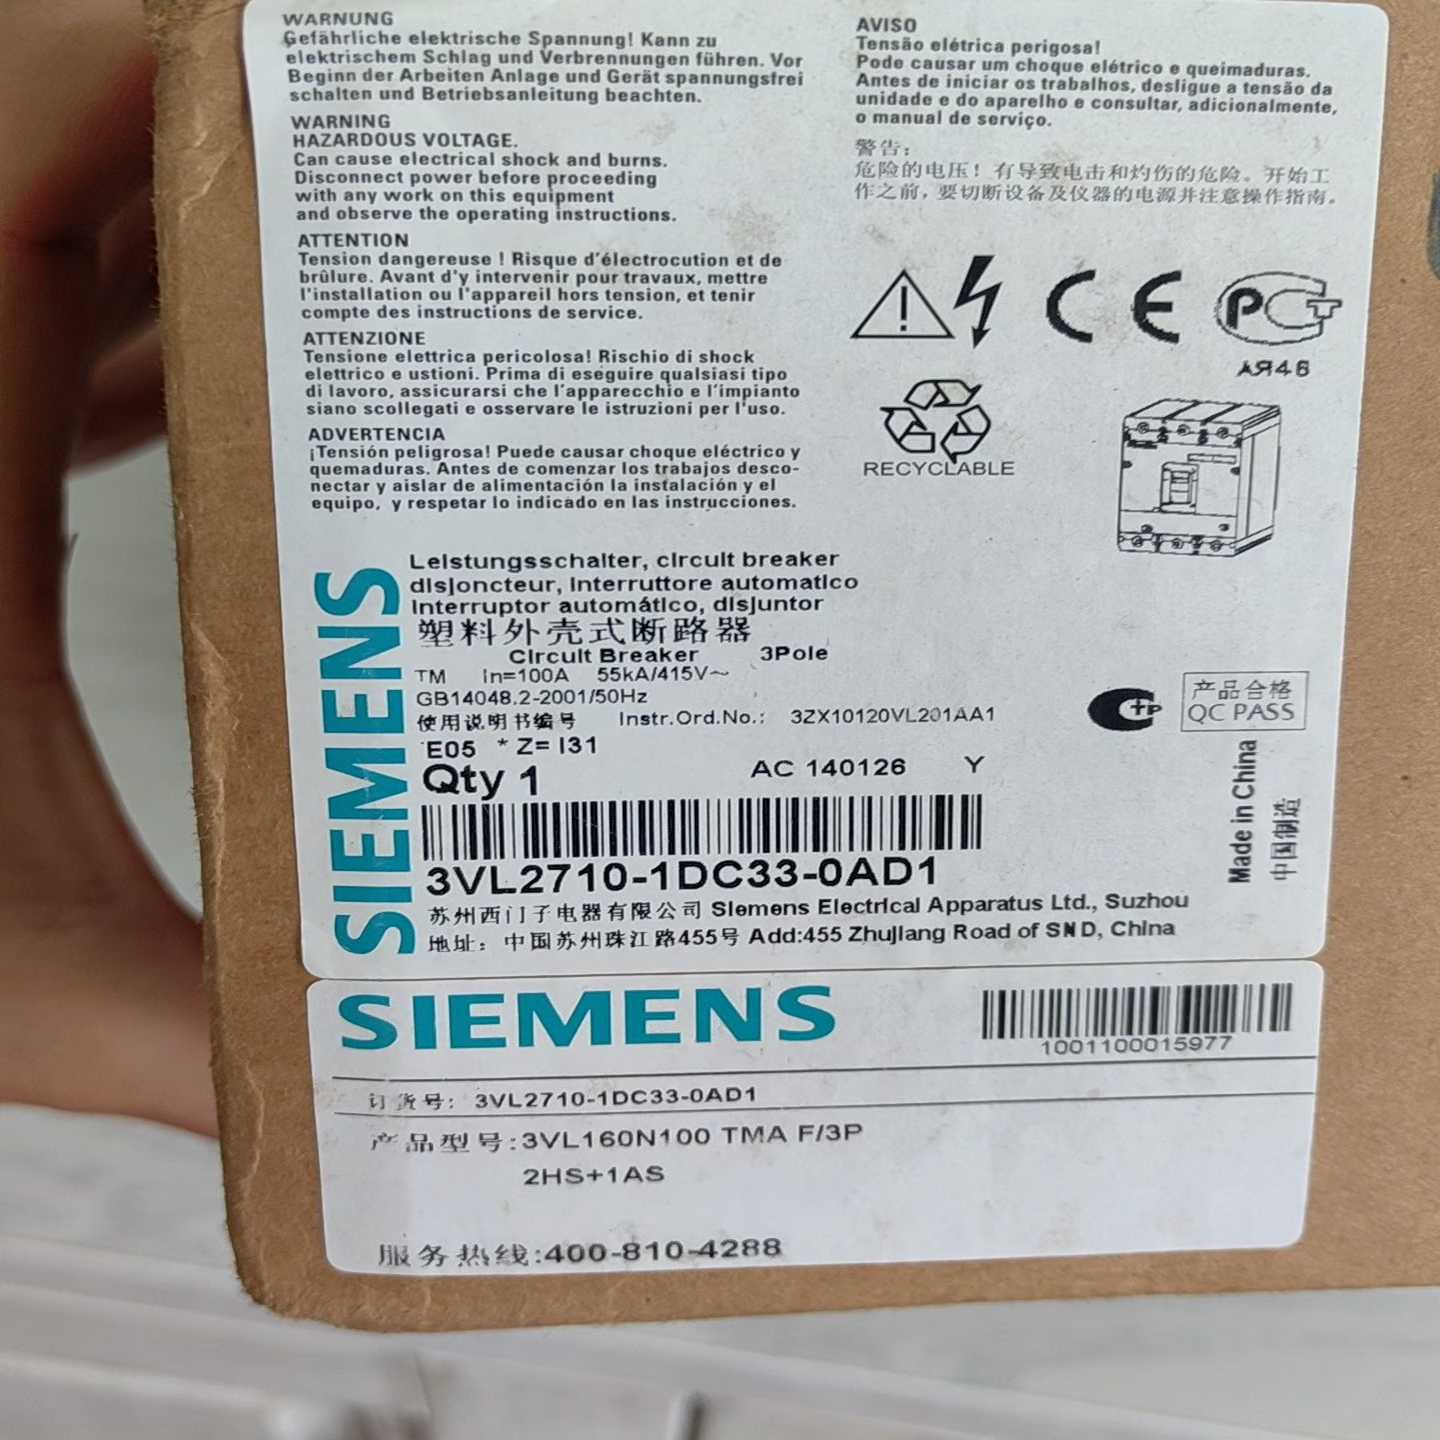 WARNUNG
Gefährliche elektrische Spannung! Kann zu
elektrischem Schlag und Verbrennungen führen. Vor
Beginn der Arbeiten Anlage und Gerät spannungsfrei
schalten und Betriebsanleitung beachten.
WARNING
HAZARDOUS VOLTAGE.
Can cause electrical shock and burns.
Disconnect power before proceeding
with any work on this equipment
and observe the operating instructions.
ATTENTION
Tension dangereuse ! Risque d'électrocution et de
brûlure. Avant d'y intervenir pour travaux, mettre
l'installation ou l'appareil hors tension, et tenir
compte des instructions de service.
ATTENZIONE
Tensione elettrica pericolosa! Rischio di shock
elettrico e ustioni. Prima di eseguire qualsiasi tipo
di lavoro, assicurarsi che l'apparecchio e l'impianto
siano scollegati e osservare le istruzioni per l'uso.
ADVERTENCIA
¡Tensión peligrosa! Puede causar choque eléctrico y
quemaduras. Antes de comenzar los trabajos desco-
nectar y aislar de alimentación la instalación y el
equipo, y respetar lo indicado en las instrucciones.
AVISO
Tensão elétrica perigosa!
Pode causar um choque elétrico e queimaduras.
Antes de iniciar os trabalhos, desligue a tensão da
unidade e do aparelho e consultar, adicionalmente,
o manual de serviço.
警告：
危险的电压！有导致电击和灼伤的危险。开始工
作之前，要切断设备及仪器的电源并注意操作指南。
CE
РСТ
АЯ46
RECYCLABLE
SIEMENS
Leistungsschalter, circuit breaker
disjoncteur, interruttore automatico
Interruptor automático, disjuntor
塑料外壳式断路器
Circuit Breaker 3Pole
TM In=100A 55kA/415V~
GB14048.2-2001/50Hz
使用说明书编号 Instr.Ord.No.: 3ZX10120VL201AA1
E05 * Z= I31
Qty 1 AC 140126 Y
产品合格
QC PASS
Made in China
中国制造
3VL2710-1DC33-0AD1
苏州西门子电器有限公司 Siemens Electrical Apparatus Ltd., Suzhou
地址：中国苏州珠江路455号 Add:455 Zhujiang Road of SND, China
SIEMENS
1001100015977
订货号: 3VL2710-1DC33-0AD1
产品型号:3VL160N100 TMA F/3P
2HS+1AS
服务热线:400-810-4288